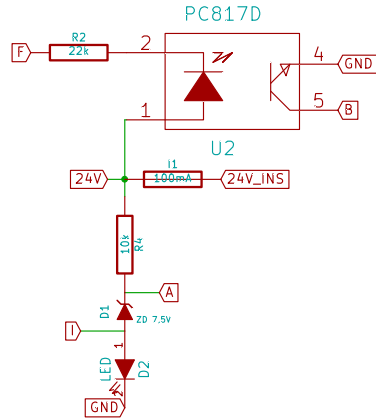 PC817D
R2
F
22k
2
4
GND
1
5
B
U2
i1
24V
100mA
24V_iNS
10k
R4
A
D1
ZD 7,5V
I
1
LED
D2
2
GND